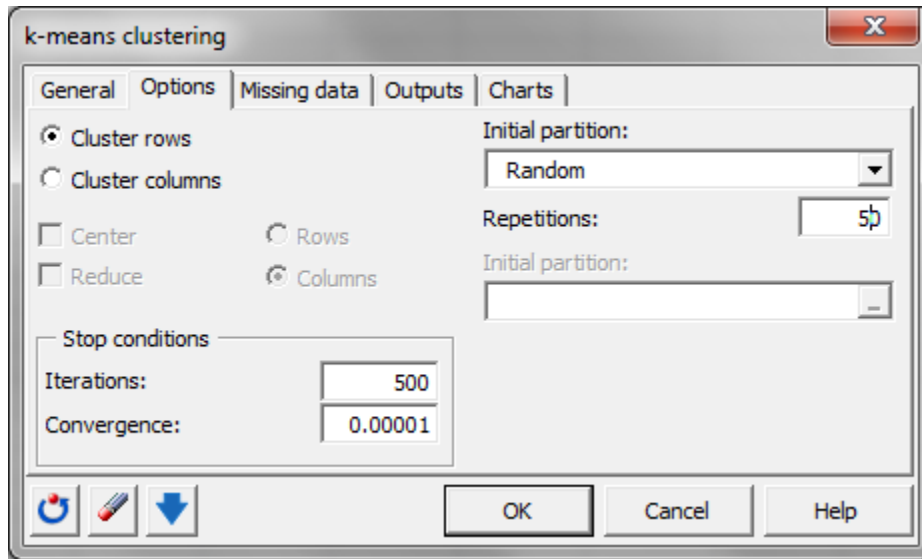 k-means clustering
General Options Missing data Outputs Charts
Cluster rows
Cluster columns
Center Rows
Reduce Columns
Stop conditions
Iterations: 500
Convergence: 0.00001
Initial partition:
Random
Repetitions: 50
Initial partition:
OK Cancel Help